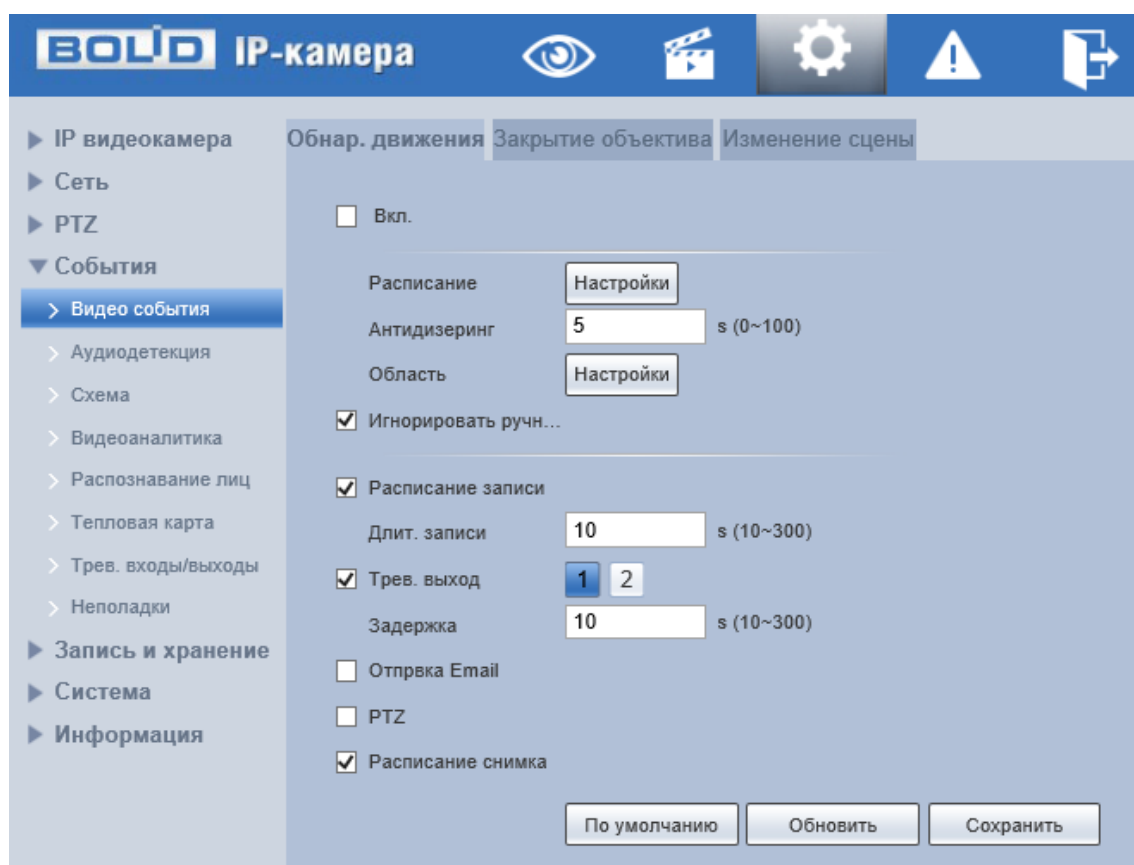 BOLID IP-камера
IP видеокамера
Сеть
PTZ
События
Видео события
Аудиодетекция
Схема
Видеоаналитика
Распознавание лиц
Тепловая карта
Трев. входы/выходы
Неполадки
Запись и хранение
Система
Информация
Обнар. движения Закрытие объектива Изменение сцены
Вкл.
Расписание Настройки
Антидизеринг 5 s (0~100)
Область Настройки
Игнорировать ручн...
Расписание записи
Длит. записи 10 s (10~300)
Трев. выход 1 2
Задержка 10 s (10~300)
Отпрвка Email
PTZ
Расписание снимка
По умолчанию Обновить Сохранить